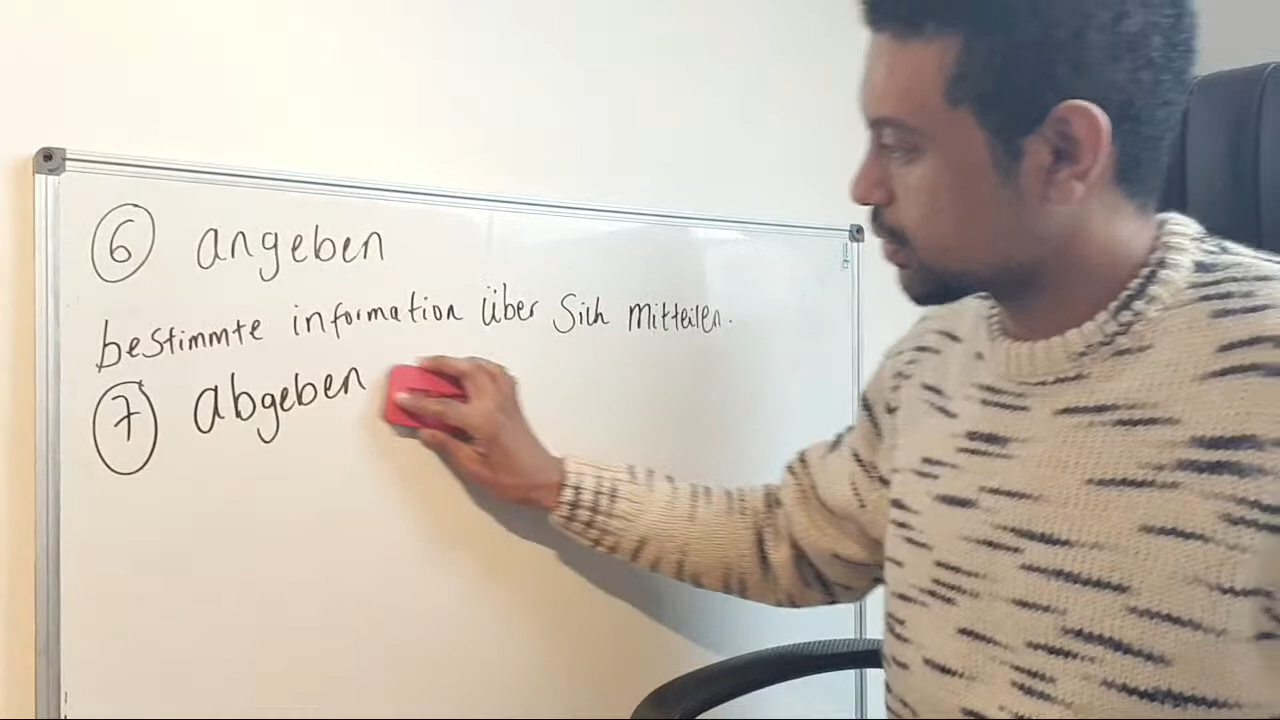 6 angeben
bestimmte information über sich mitteilen.
7 abgeben